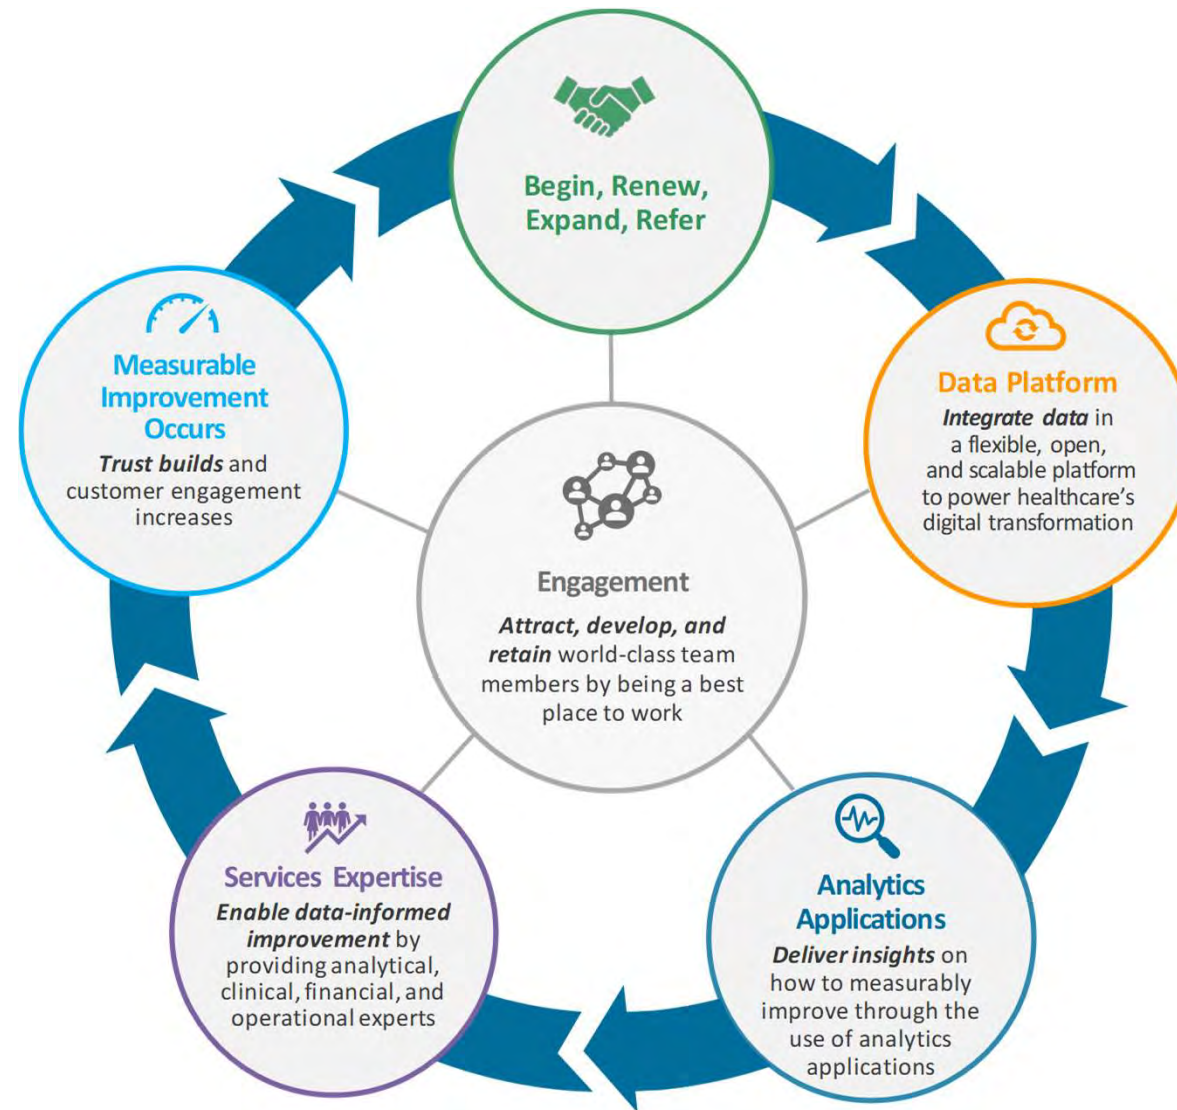 Begin, Renew,
Expand, Refer
Data Platform
Integrate data in
a flexible, open,
and scalable platform
to power healthcare's
digital transformation
Analytics
Applications
Deliver insights on
how to measurably
improve through the
use of analytics
applications
Services Expertise
Enable data-informed
improvement by
providing analytical,
clinical, financial, and
operational experts
Measurable
Improvement
Occurs
Trust builds and
customer engagement
increases
Engagement
Attract, develop, and
retain world-class team
members by being a best
place to work